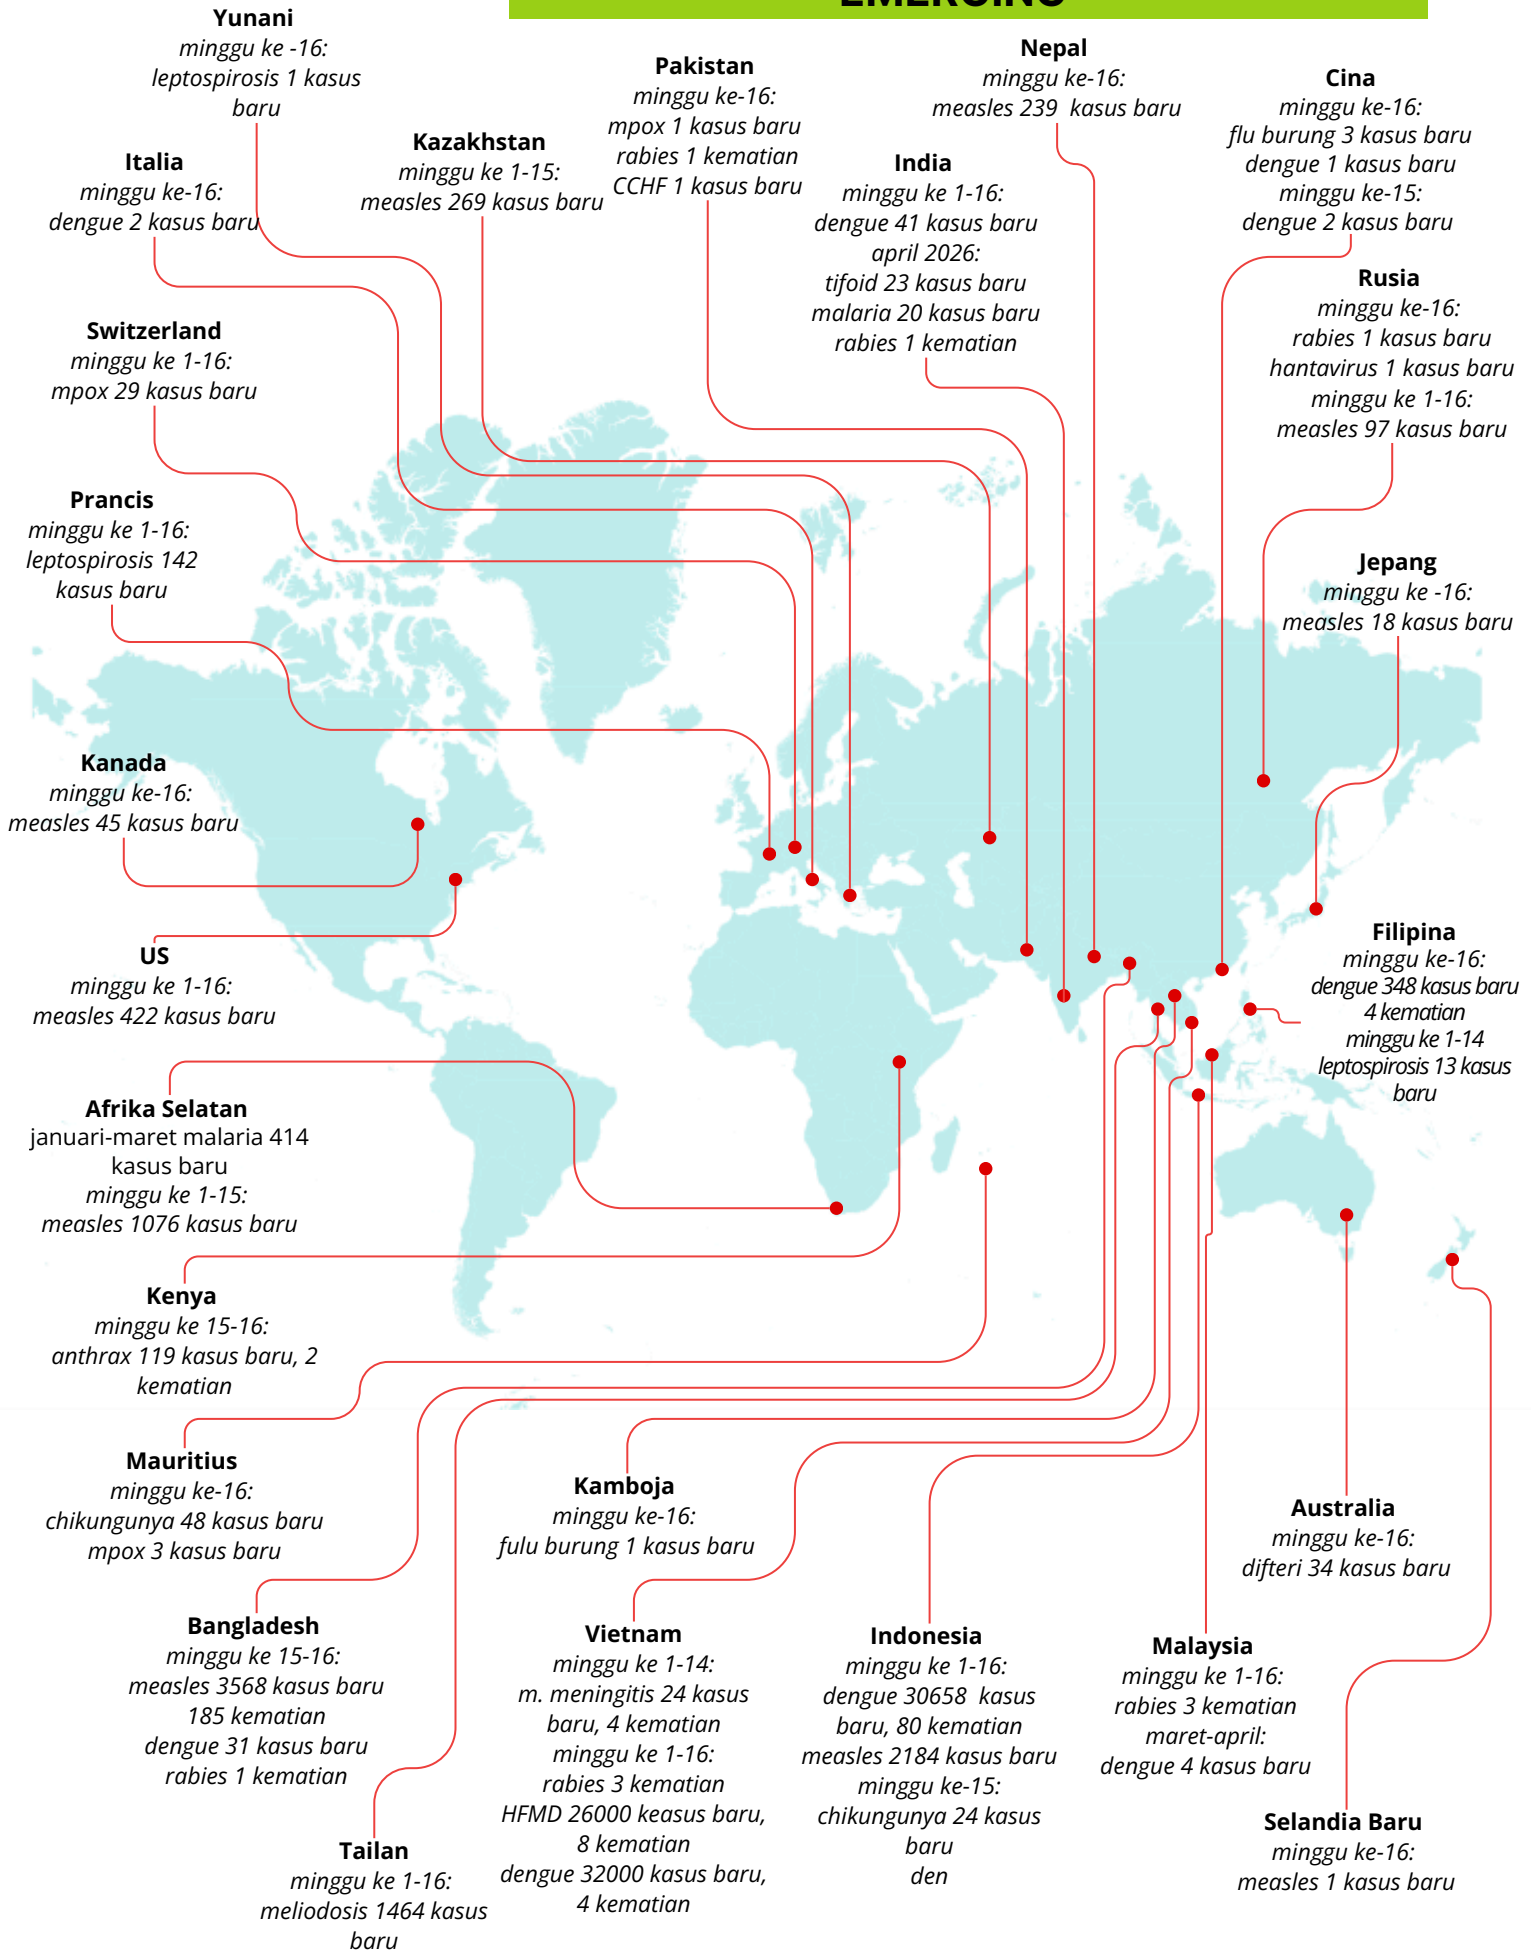 Yunani
minggu ke -16:
leptospirosis 1 kasus
baru
Pakistan
minggu ke-16:
mpox 1 kasus baru
rabies 1 kematian
CCHF 1 kasus baru
Nepal
minggu ke-16:
measles 239 kasus baru
Cina
minggu ke-16:
flu burung 3 kasus baru
dengue 1 kasus baru
minggu ke-15:
dengue 2 kasus baru
Kazakhstan
minggu ke 1-15:
measles 269 kasus baru
Italia
minggu ke-16:
dengue 2 kasus baru
India
minggu ke 1-16:
dengue 41 kasus baru
april 2026:
tifoid 23 kasus baru
malaria 20 kasus baru
rabies 1 kematian
Rusia
minggu ke-16:
rabies 1 kasus baru
hantavirus 1 kasus baru
minggu ke 1-16:
measles 97 kasus baru
Switzerland
minggu ke 1-16:
mpox 29 kasus baru
Prancis
minggu ke 1-16:
leptospirosis 142
kasus baru
Jepang
minggu ke -16:
measles 18 kasus baru
Kanada
minggu ke-16:
measles 45 kasus baru
US
minggu ke 1-16:
measles 422 kasus baru
Filipina
minggu ke-16:
dengue 348 kasus baru
4 kematian
minggu ke 1-14
leptospirosis 13 kasus
baru
Afrika Selatan
januari-maret malaria 414
kasus baru
minggu ke 1-15:
measles 1076 kasus baru
Kenya
minggu ke 15-16:
anthrax 119 kasus baru, 2
kematian
Mauritius
minggu ke-16:
chikungunya 48 kasus baru
mpox 3 kasus baru
Kamboja
minggu ke-16:
fulu burung 1 kasus baru
Australia
minggu ke-16:
difteri 34 kasus baru
Bangladesh
minggu ke 15-16:
measles 3568 kasus baru
185 kematian
dengue 31 kasus baru
rabies 1 kematian
Vietnam
minggu ke 1-14:
m. meningitis 24 kasus
baru, 4 kematian
minggu ke 1-16:
rabies 3 kematian
HFMD 26000 keasus baru,
8 kematian
dengue 32000 kasus baru,
4 kematian
Indonesia
minggu ke 1-16:
dengue 30658 kasus
baru, 80 kematian
measles 2184 kasus baru
minggu ke-15:
chikungunya 24 kasus
baru
den
Malaysia
minggu ke 1-16:
rabies 3 kematian
maret-april:
dengue 4 kasus baru
Selandia Baru
minggu ke-16:
measles 1 kasus baru
Tailan
minggu ke 1-16:
meliodosis 1464 kasus
baru